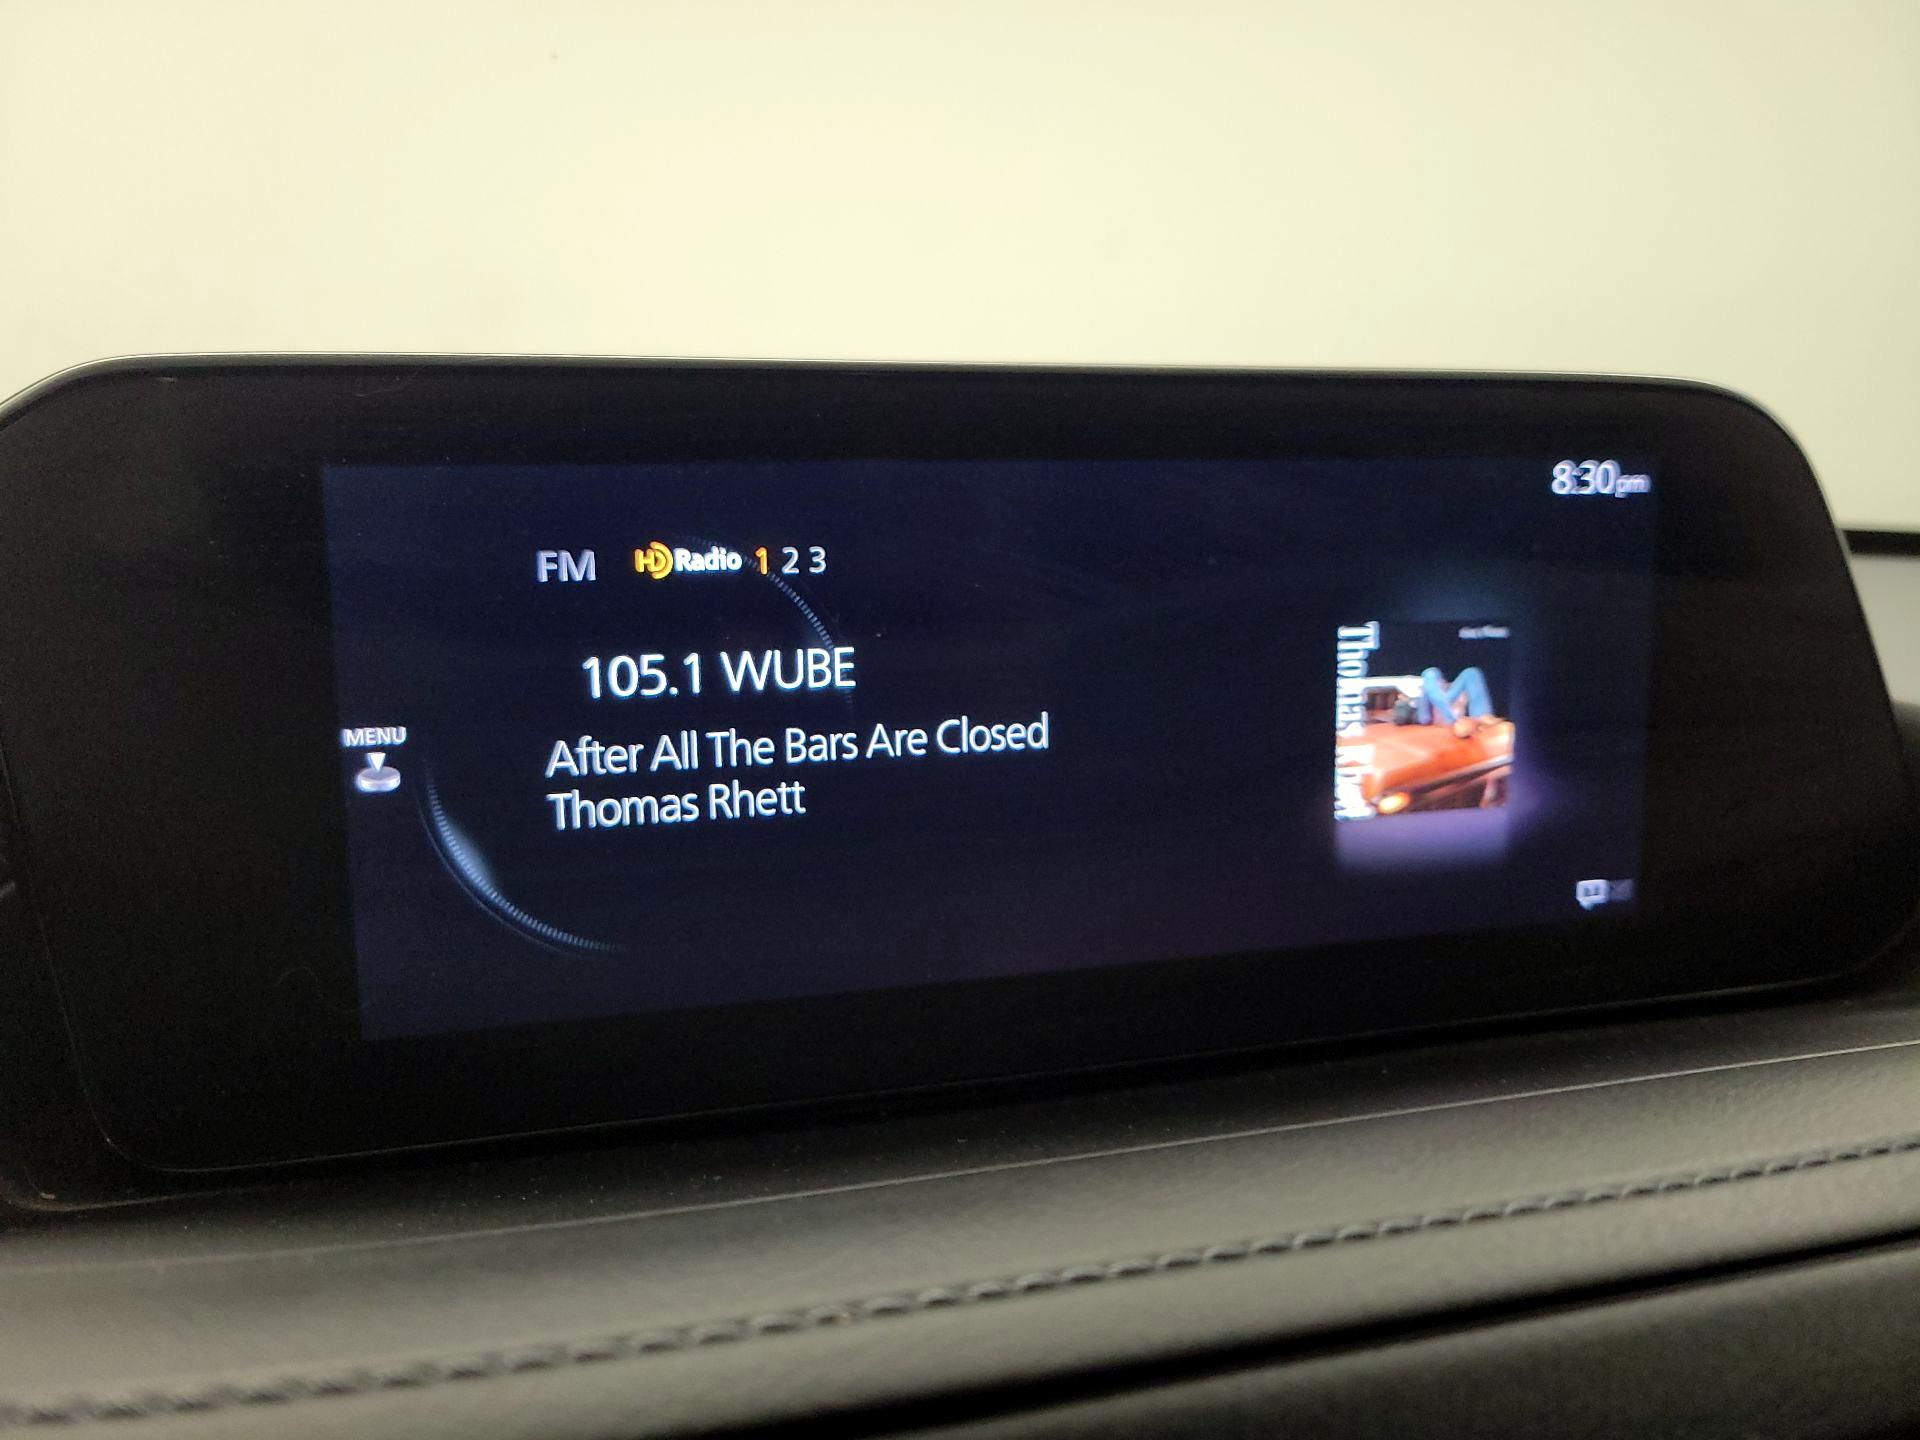 8:30pm
FM HD Radio 1 2 3
105.1 WUBE
MENU
After All The Bars Are Closed
Thomas Rhett
Thomas Rhett